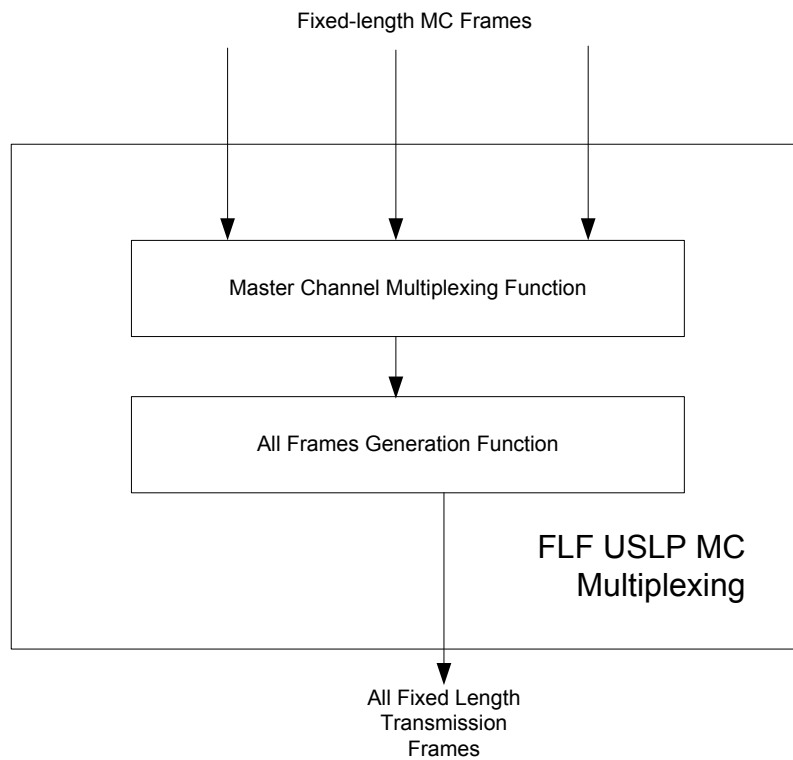 Fixed-length MC Frames
Master Channel Multiplexing Function
All Frames Generation Function
FLF USLP MC
Multiplexing
All Fixed Length
Transmission
Frames